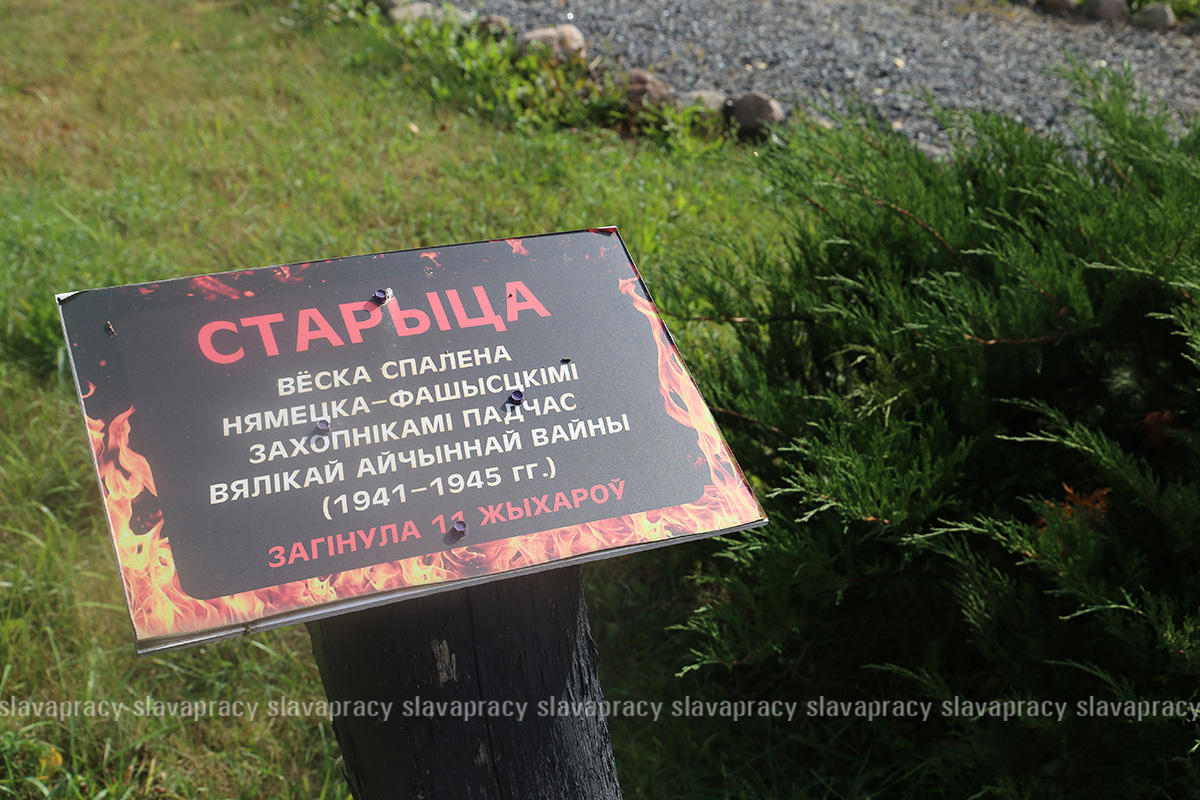 СТАРЫЦА
ВЁСКА СПАЛЕНА
НЯМЕЦКА-ФАШЫСЦКІМІ
ЗАХОПНІКАМІ ПАДЧАС
ВЯЛІКАЙ АЙЧЫННАЙ ВАЙНЫ
(1941-1945 гг.)
ЗАГІНУЛА 11 ЖЫХАРОЎ
slavapracy slavapracy slavapracy slavapracy slavapracy slavapracy slavapracy slavapracy slavapracy